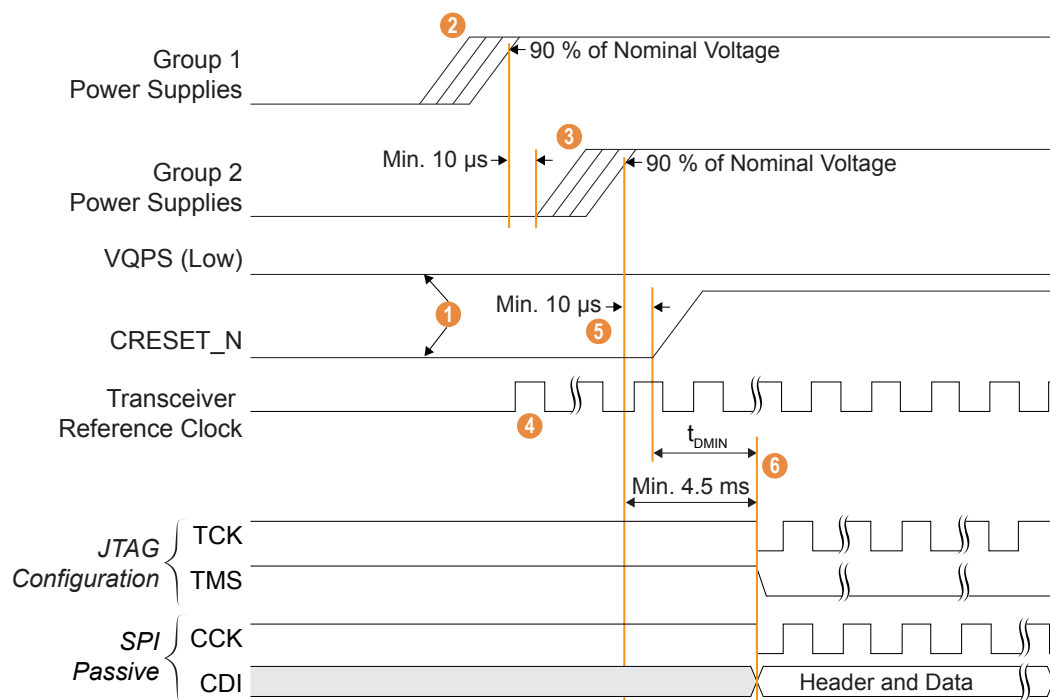 2
Group 1
Power Supplies
90 % of Nominal Voltage
3
Min. 10 µs
Group 2
Power Supplies
90 % of Nominal Voltage
VQPS (Low)
1
Min. 10 µs
5
CRESET_N
Transceiver
Reference Clock
4
tDMIN
6
Min. 4.5 ms
JTAG
Configuration
TCK
TMS
SPI
Passive
CCK
CDI
Header and Data